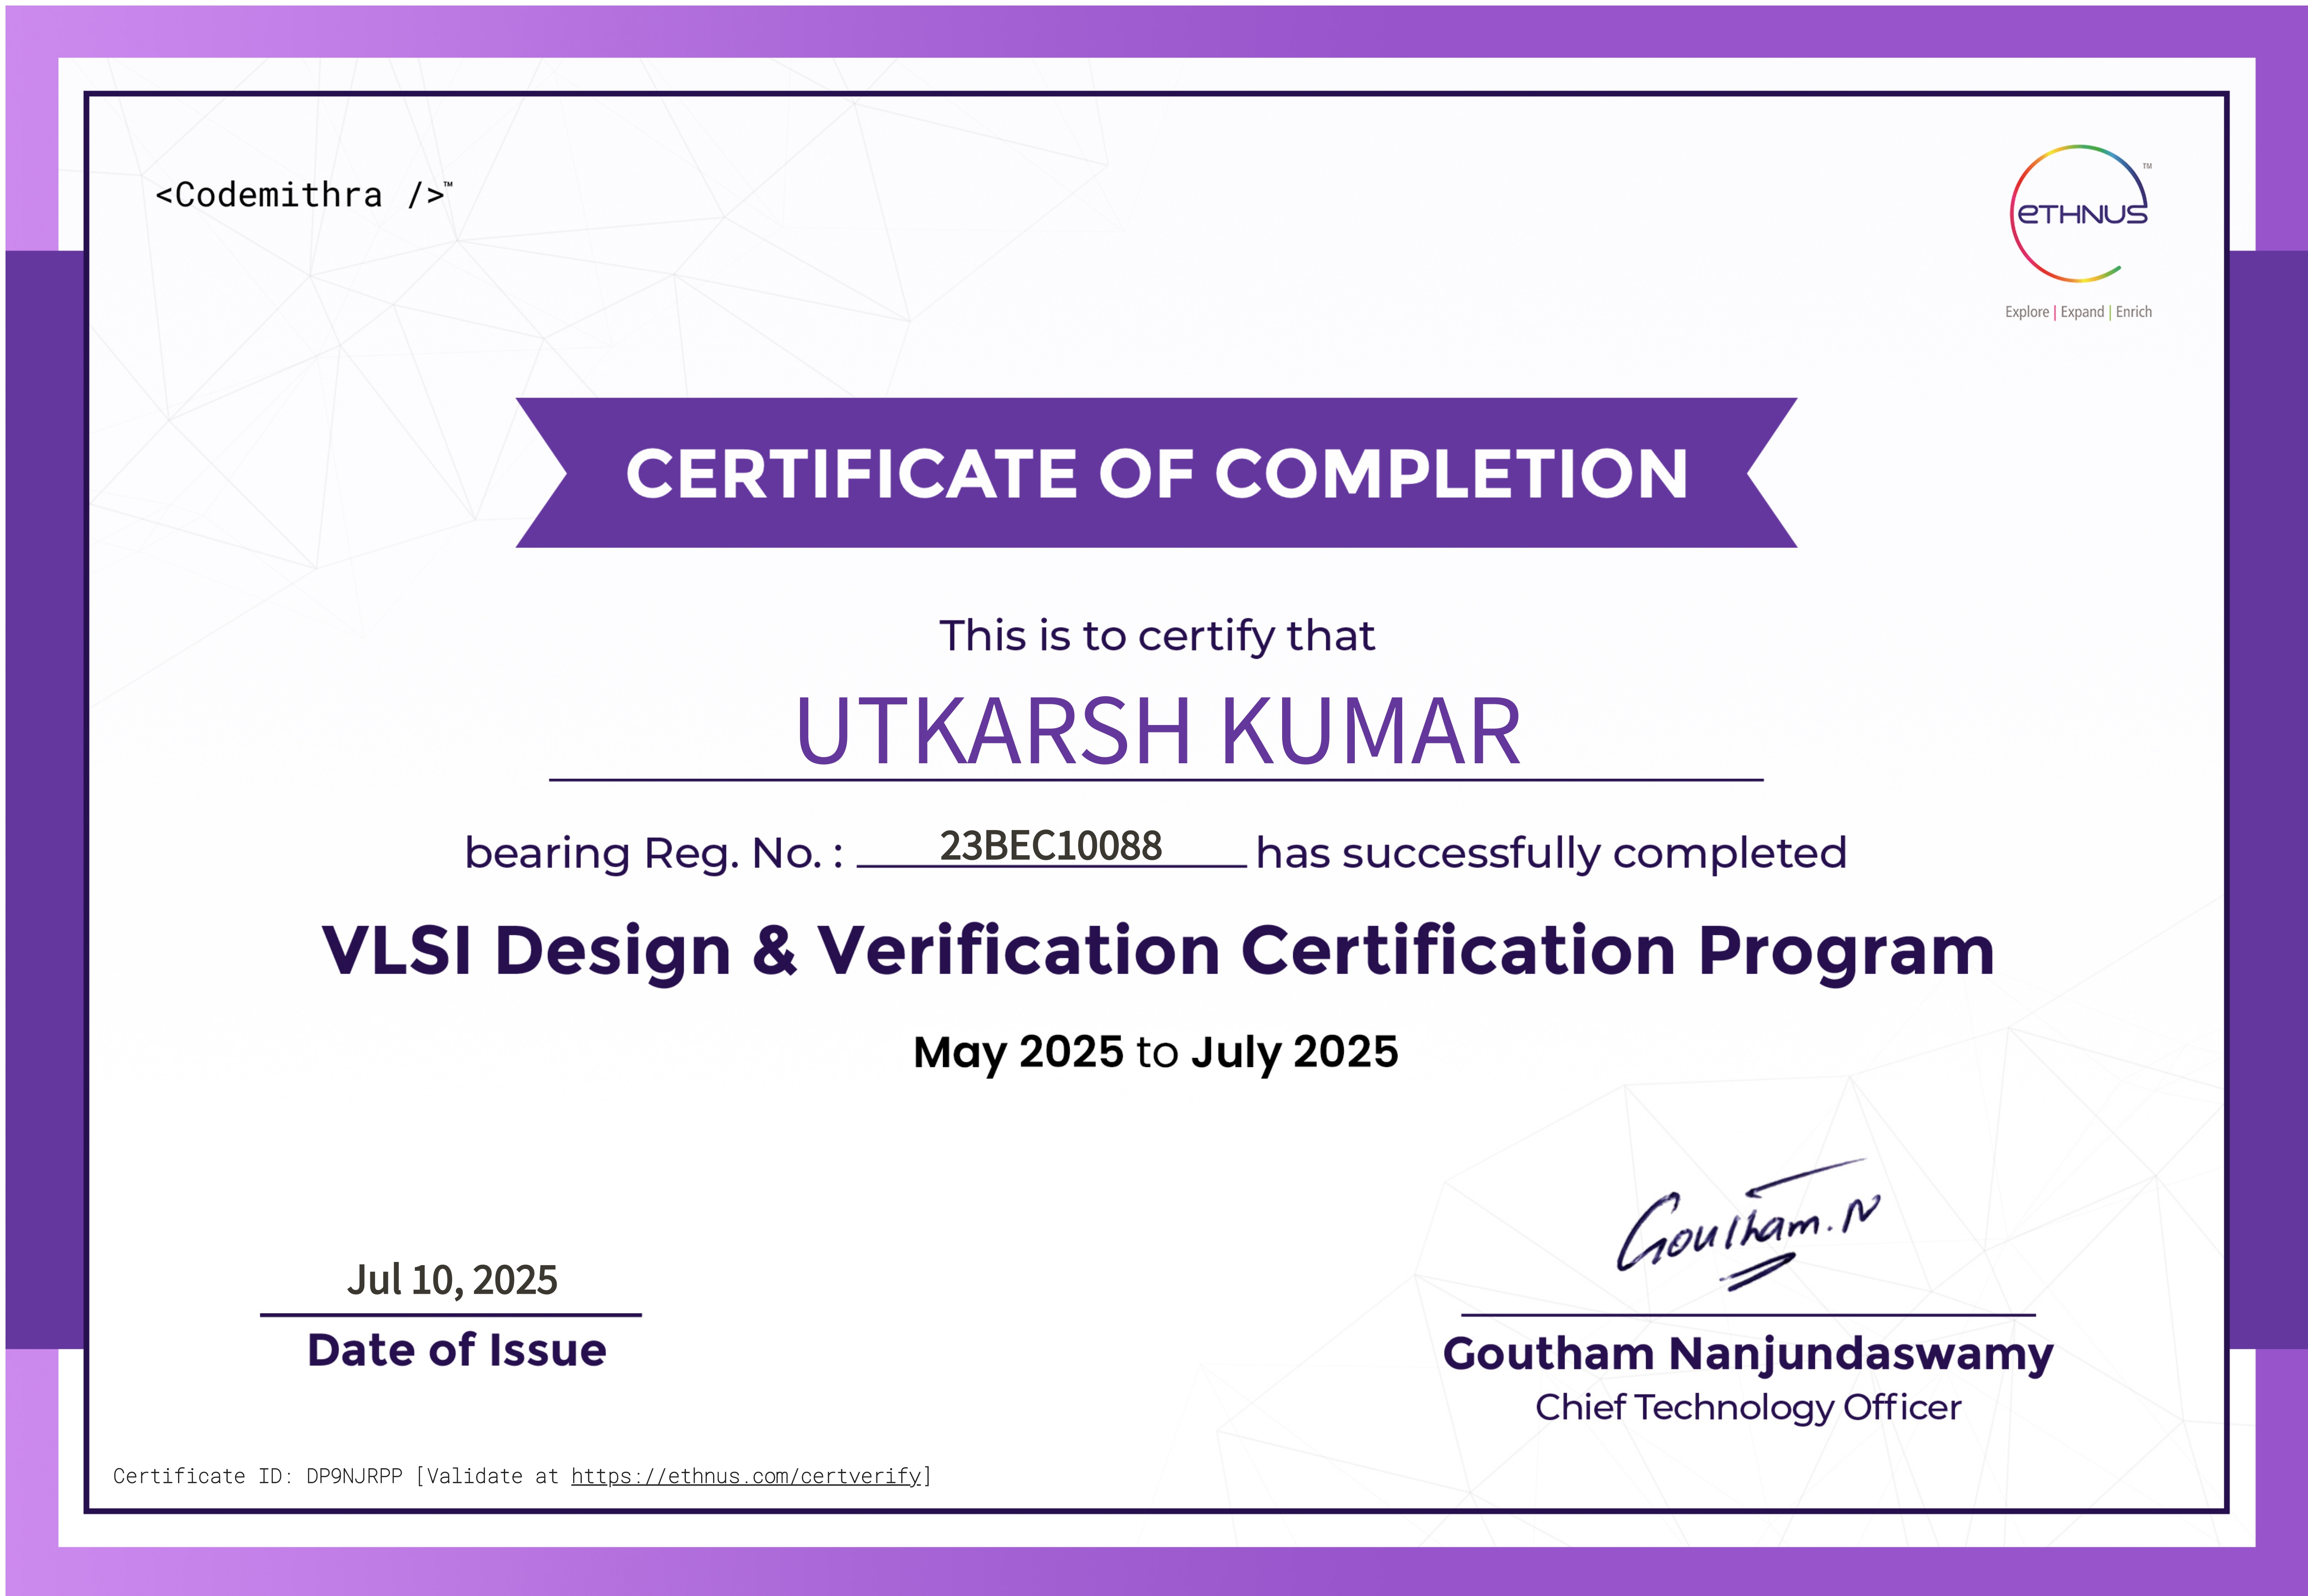 <Codemithra />™
eTHNUS™
Explore | Expand | Enrich
CERTIFICATE OF COMPLETION
This is to certify that
UTKARSH KUMAR
bearing Reg. No. : 23BEC10088 has successfully completed
VLSI Design & Verification Certification Program
May 2025 to July 2025
Goutham.N
Jul 10, 2025
Date of Issue
Goutham Nanjundaswamy
Chief Technology Officer
Certificate ID: DP9NJRPP [Validate at https://ethnus.com/certverify]